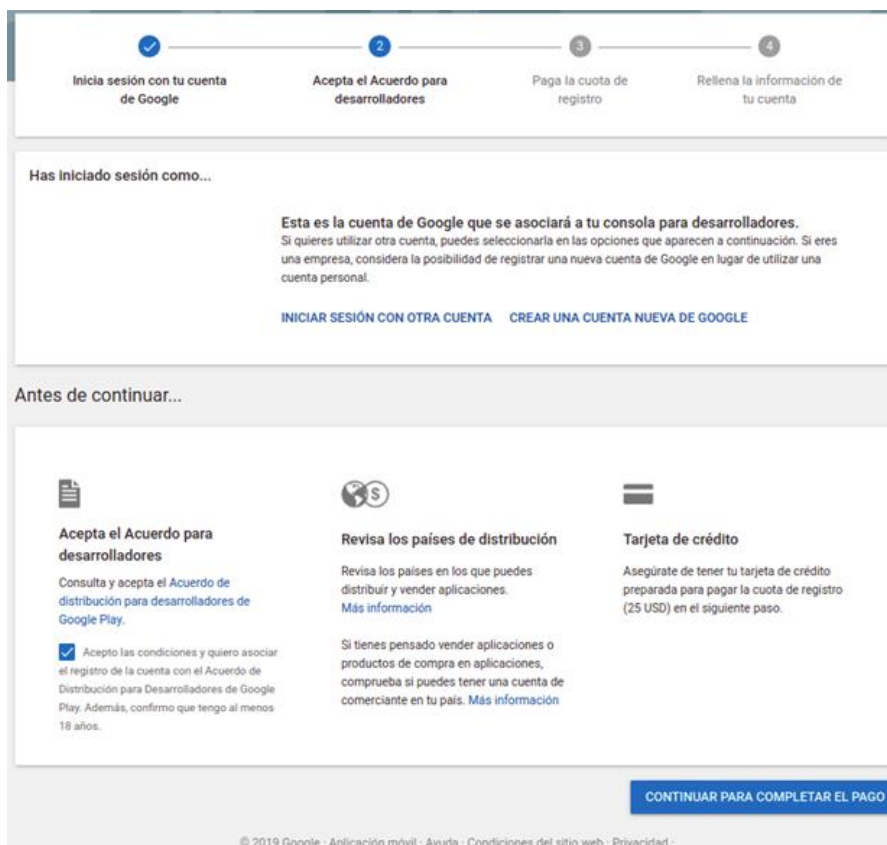 2
3
4
Inicia sesión con tu cuenta
de Google
Acepta el Acuerdo para
desarrolladores
Paga la cuota de
registro
Rellena la información de
tu cuenta
Has iniciado sesión como...
Esta es la cuenta de Google que se asociará a tu consola para desarrolladores.
Si quieres utilizar otra cuenta, puedes seleccionarla en las opciones que aparecen a continuación. Si eres
una empresa, considera la posibilidad de registrar una nueva cuenta de Google en lugar de utilizar una
cuenta personal.
INICIAR SESIÓN CON OTRA CUENTA CREAR UNA CUENTA NUEVA DE GOOGLE
Antes de continuar...
Acepta el Acuerdo para
desarrolladores
Consulta y acepta el Acuerdo de
distribución para desarrolladores de
Google Play.
Acepto las condiciones y quiero asociar
el registro de la cuenta con el Acuerdo de
Distribución para Desarrolladores de Google
Play. Además, confirmo que tengo al menos
18 años.
$
Revisa los países de distribución
Revisa los países en los que puedes
distribuir y vender aplicaciones.
Más información
Si tienes pensado vender aplicaciones o
productos de compra en aplicaciones,
comprueba si puedes tener una cuenta de
comerciante en tu país. Más información
Tarjeta de crédito
Asegúrate de tener tu tarjeta de crédito
preparada para pagar la cuota de registro
(25 USD) en el siguiente paso.
CONTINUAR PARA COMPLETAR EL PAGO
© 2019 Google · Aplicación móvil · Ayuda · Condiciones del sitio web · Privacidad ·